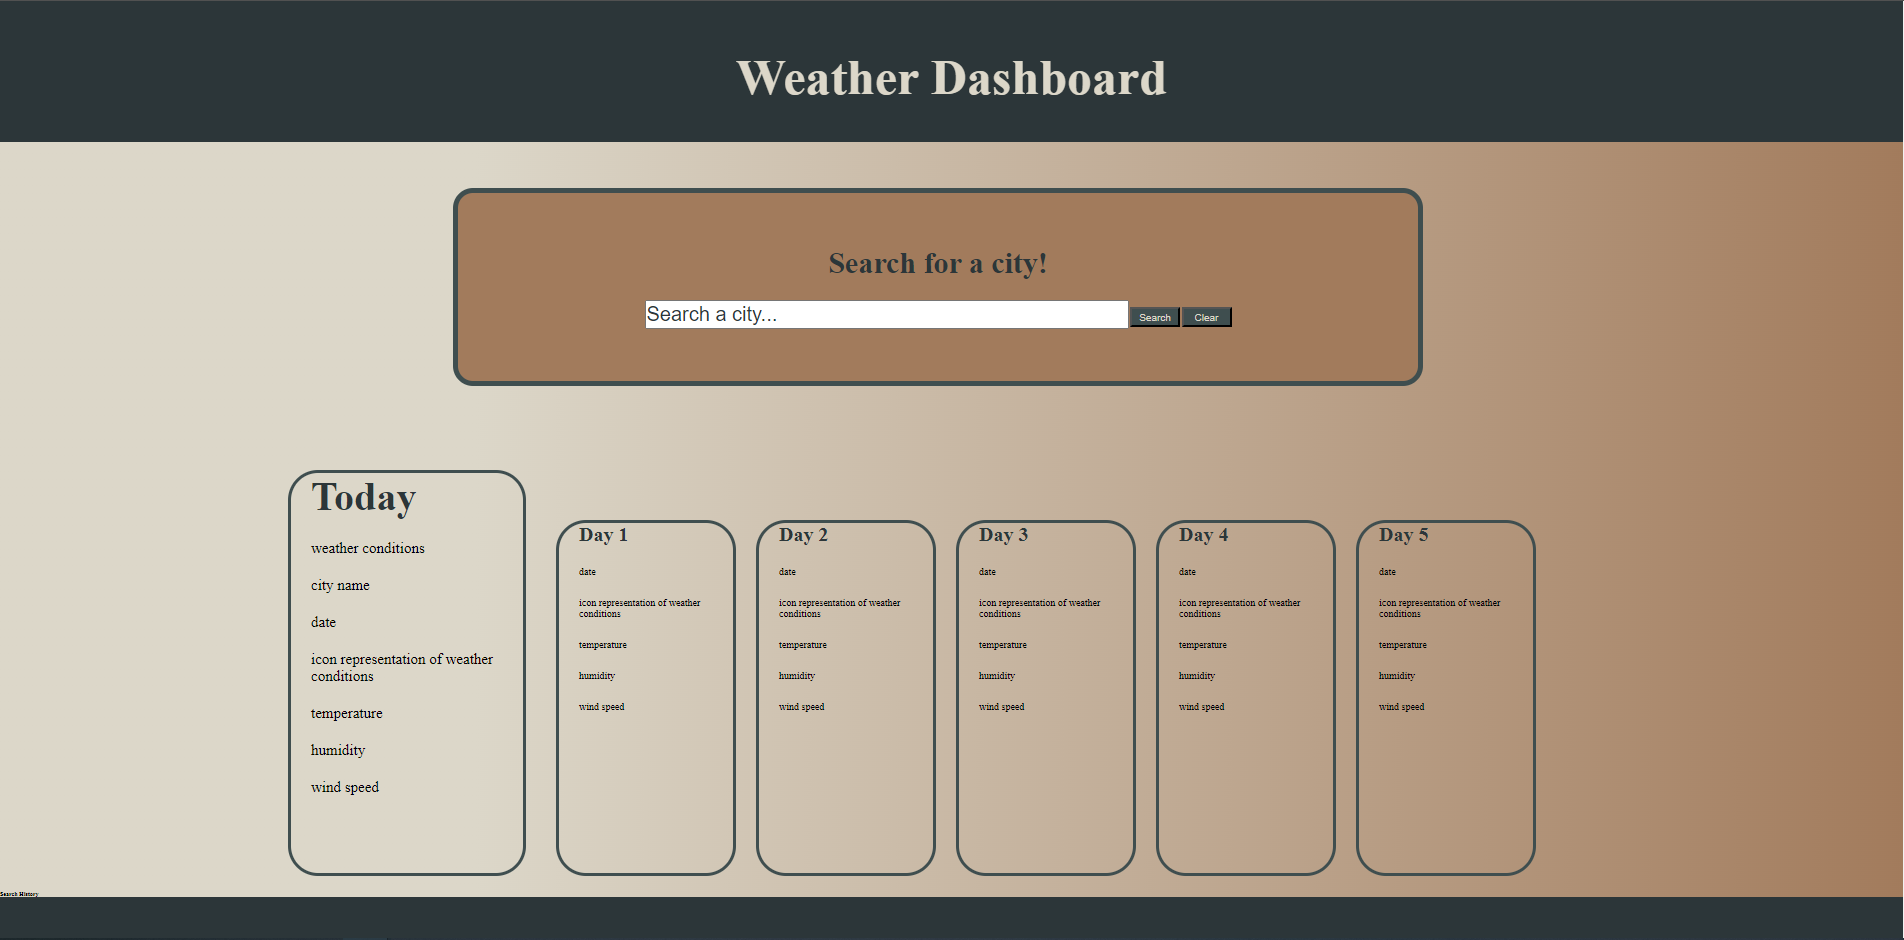 Weather Dashboard
Search for a city!
Search a city...
Search
Clear
Today
weather conditions
city name
date
icon representation of weather
conditions
temperature
humidity
wind speed
Day 1
date
icon representation of weather
conditions
temperature
humidity
wind speed
Day 2
date
icon representation of weather
conditions
temperature
humidity
wind speed
Day 3
date
icon representation of weather
conditions
temperature
humidity
wind speed
Day 4
date
icon representation of weather
conditions
temperature
humidity
wind speed
Day 5
date
icon representation of weather
conditions
temperature
humidity
wind speed
Search History